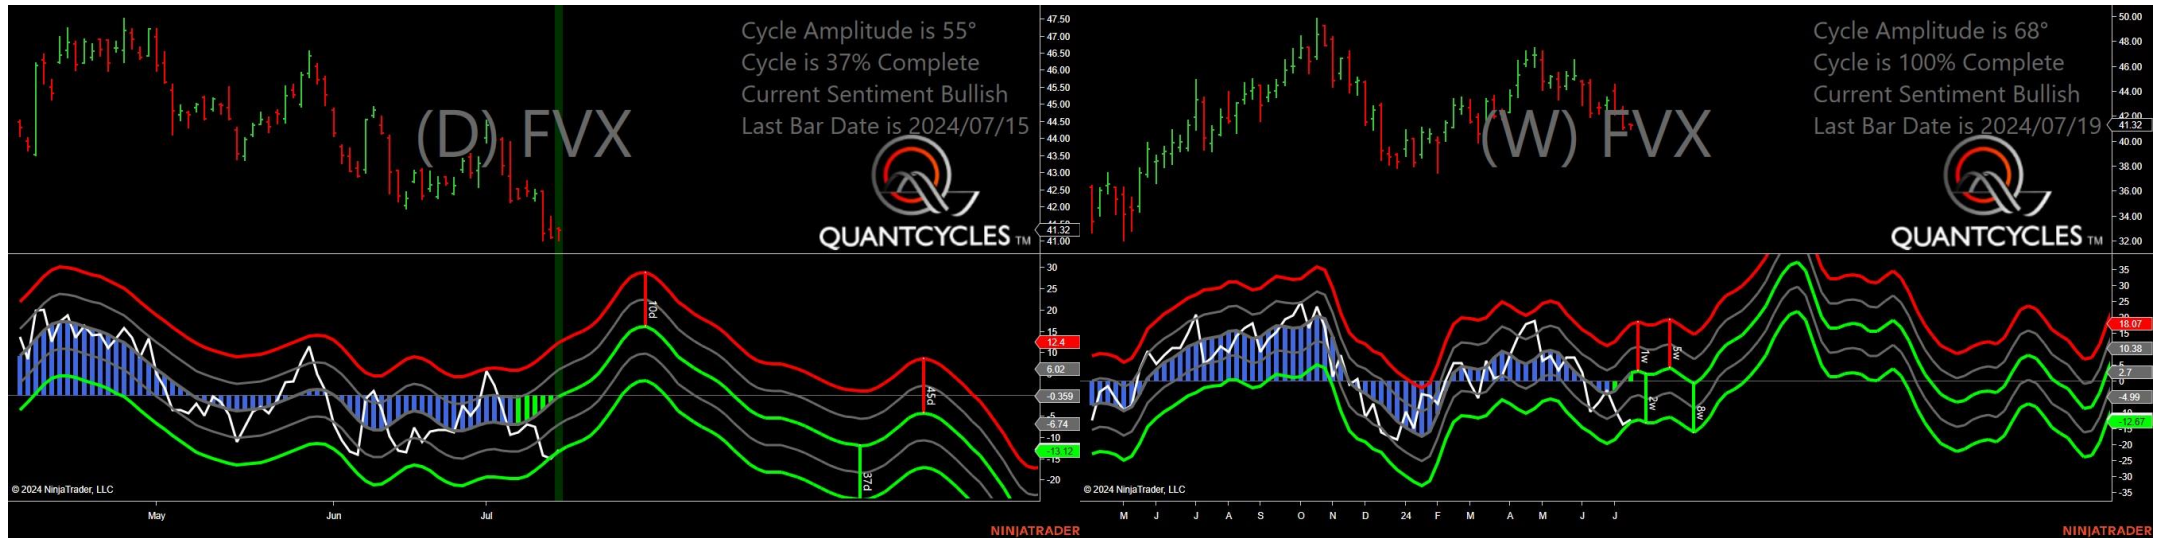 Cycle Amplitude is 55°
Cycle is 37% Complete
Current Sentiment Bullish
Last Bar Date is 2024/07/15
(D) FVX
QUANTCYCLES TM
47.50
47.00
46.50
46.00
45.50
45.00
44.50
44.00
43.50
43.00
42.50
42.00
41.32
41.00
30
25
20
15
12.4
10
6.02
-0.359
-5
-6.74
-10
-13.12
-15
-20
10d
45d
37d
© 2024 NinjaTrader, LLC
May Jun Jul
NINJATRADER
Cycle Amplitude is 68°
Cycle is 100% Complete
Current Sentiment Bullish
Last Bar Date is 2024/07/19
(W) FVX
QUANTCYCLES TM
50.00
48.00
46.00
44.00
42.00
41.32
40.00
38.00
36.00
34.00
32.00
35
30
25
20
18.07
10.38
2.7
0
-4.99
-10
-12.67
-15
-20
-25
-30
-35
1w
5w
2w
8w
© 2024 NinjaTrader, LLC
M J J A S O N D 24 F M A M J J
NINJATRADER